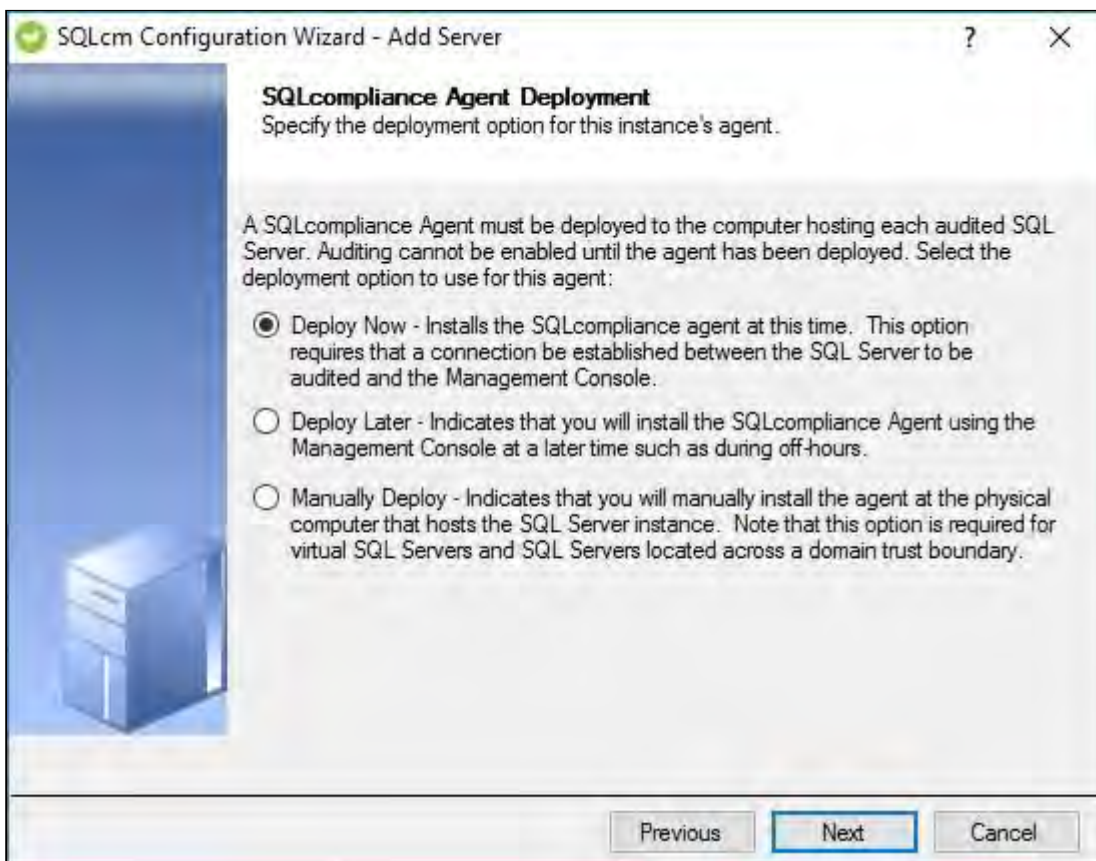 SQLcm Configuration Wizard - Add Server
?
SQLcompliance Agent Deployment
Specify the deployment option for this instance's agent.
A SQLcompliance Agent must be deployed to the computer hosting each audited SQL
Server. Auditing cannot be enabled until the agent has been deployed. Select the
deployment option to use for this agent:
Deploy Now - Installs the SQLcompliance agent at this time. This option
requires that a connection be established between the SQL Server to be
audited and the Management Console.
Deploy Later - Indicates that you will install the SQLcompliance Agent using the
Management Console at a later time such as during off-hours.
Manually Deploy - Indicates that you will manually install the agent at the physical
computer that hosts the SQL Server instance. Note that this option is required for
virtual SQL Servers and SQL Servers located across a domain trust boundary.
Previous Next Cancel